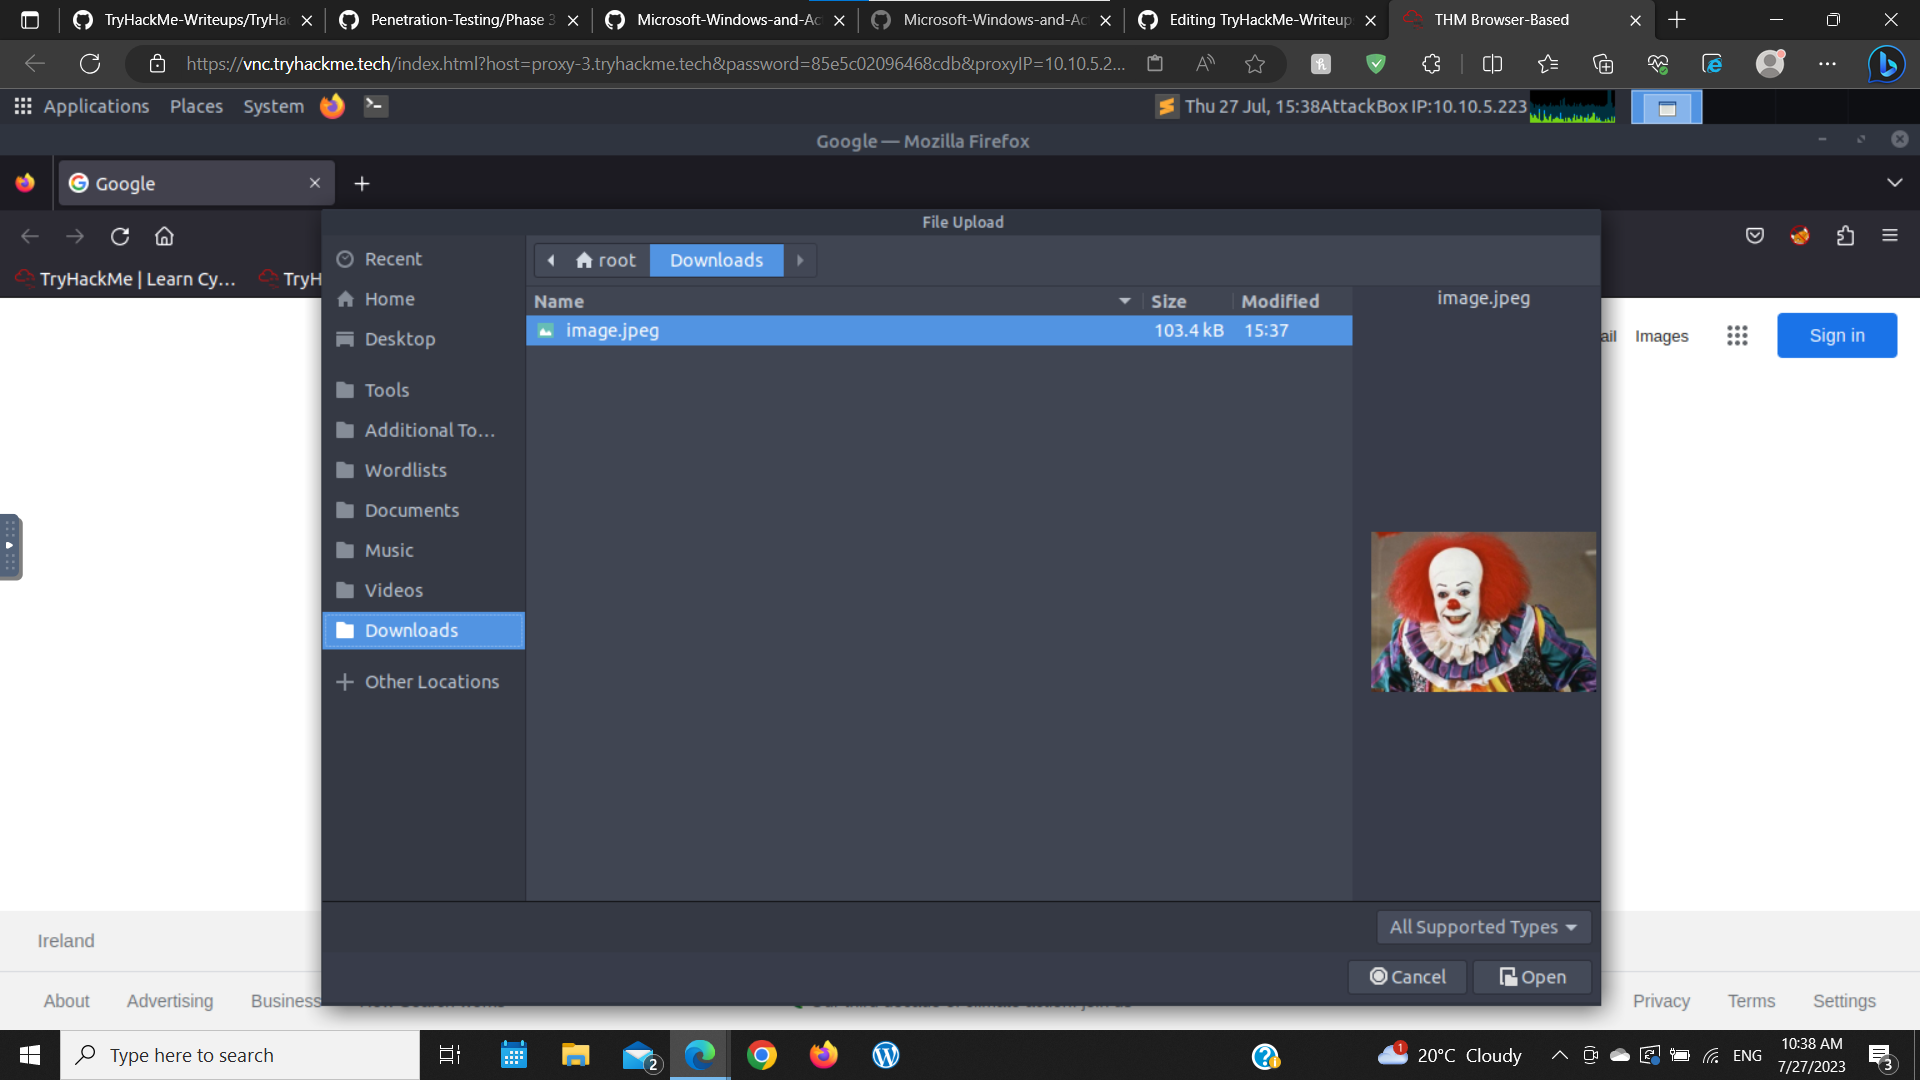 TryHackMe-Writeups/TryHa
Penetration-Testing/Phase 3
Microsoft-Windows-and-Ac
Microsoft-Windows-and-Ac
Editing TryHackMe-Writeup
THM Browser-Based
https://vnc.tryhackme.tech/index.html?host=proxy-3.tryhackme.tech&password=85e5c02096468cdb&proxyIP=10.10.5.2...
Applications Places System
Thu 27 Jul, 15:38 AttackBox IP:10.10.5.223
Google — Mozilla Firefox
Google
File Upload
TryHackMe | Learn Cy... TryH
Recent
Home
Desktop
Tools
Additional To...
Wordlists
Documents
Music
Videos
Downloads
Other Locations
root Downloads
Name Size Modified
image.jpeg 103.4 kB 15:37
image.jpeg
ail Images Sign in
All Supported Types
Cancel Open
Ireland
About Advertising Business
Privacy Terms Settings
Type here to search
2
1
20°C Cloudy
ENG
10:38 AM
7/27/2023
3